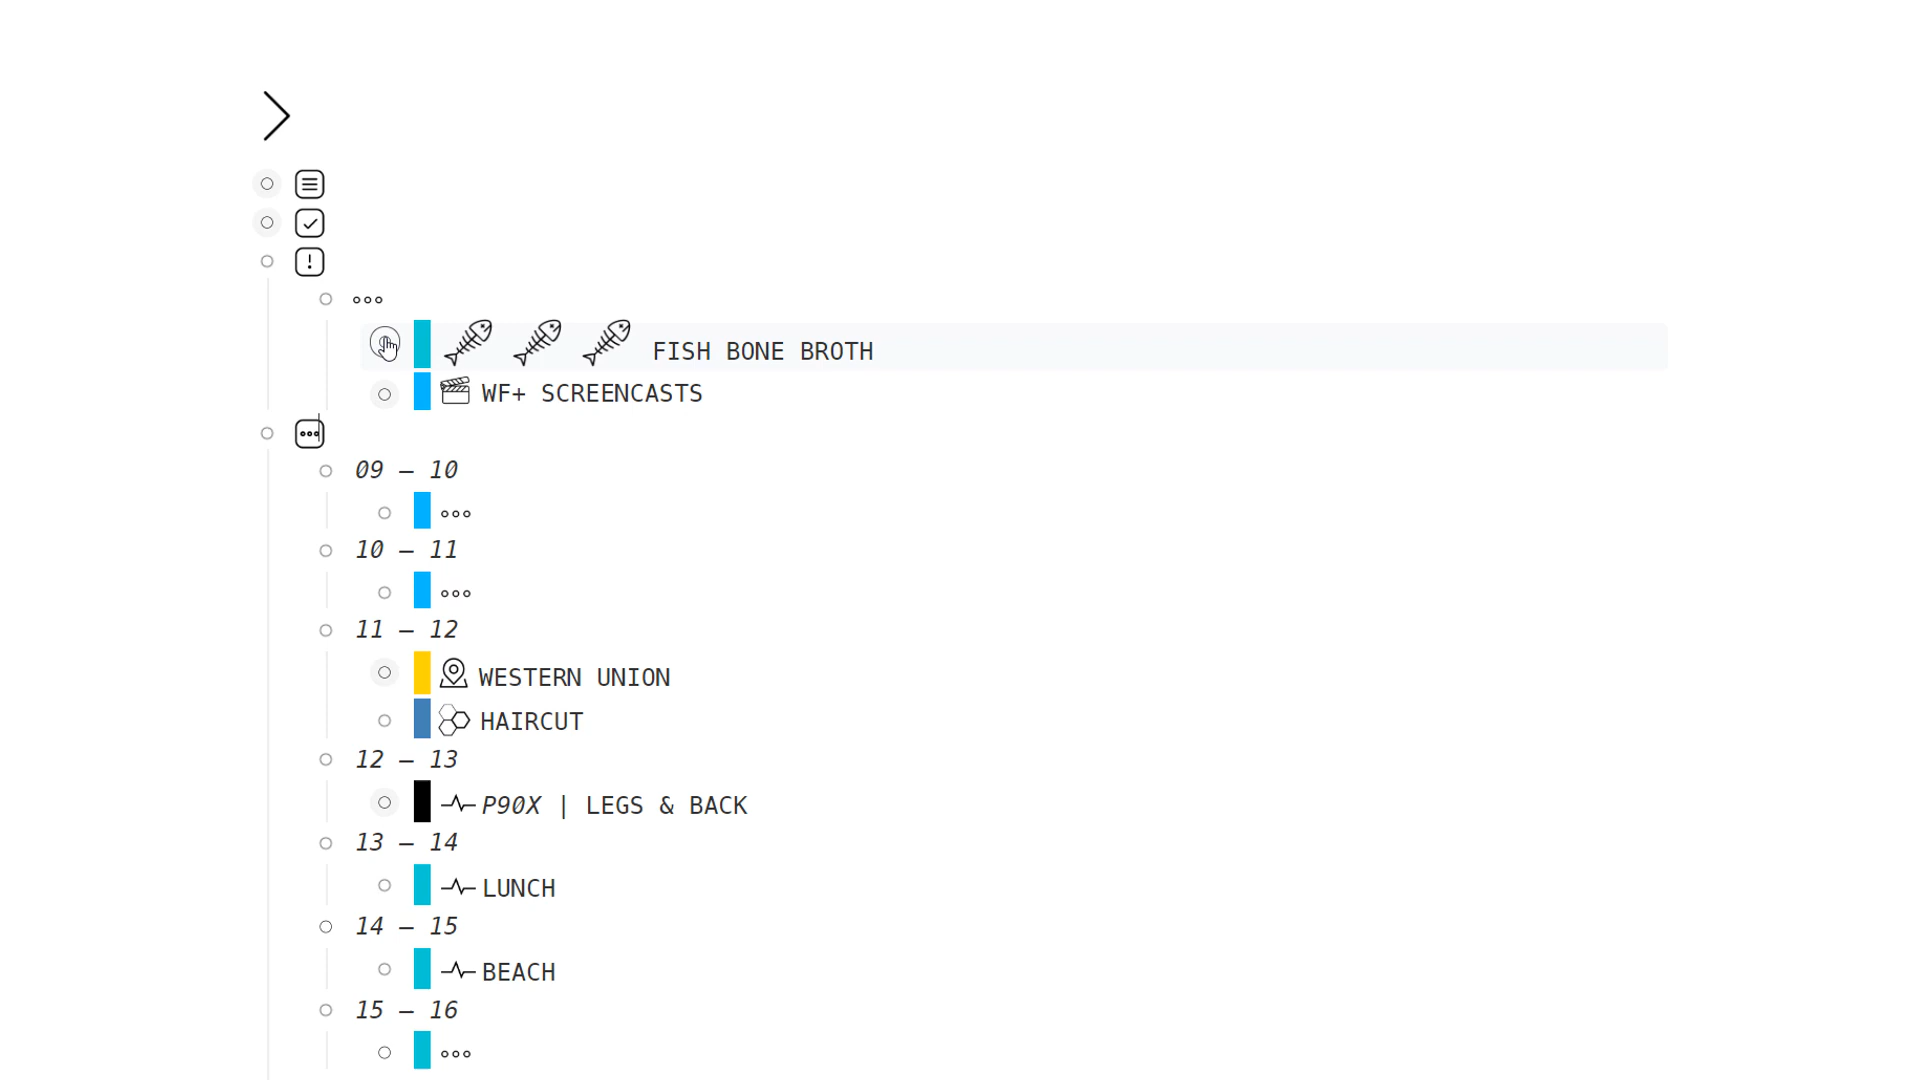 FISH BONE BROTH
WF+ SCREENCASTS
09 – 10
10 – 11
11 – 12
WESTERN UNION
HAIRCUT
12 – 13
P90X | LEGS & BACK
13 – 14
LUNCH
14 – 15
BEACH
15 – 16